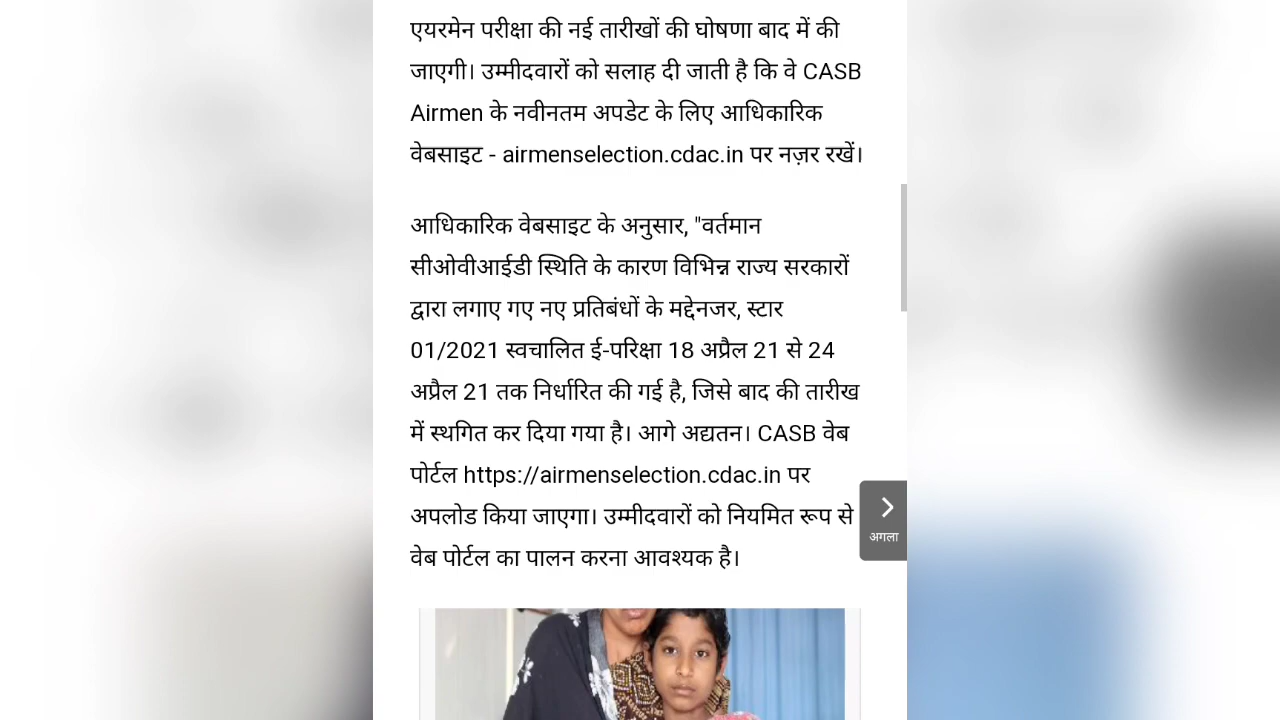 एयरमेन परीक्षा की नई तारीखों की घोषणा बाद में की
जाएगी। उम्मीदवारों को सलाह दी जाती है कि वे CASB
Airmen के नवीनतम अपडेट के लिए आधिकारिक
वेबसाइट - airmenselection.cdac.in पर नज़र रखें।
आधिकारिक वेबसाइट के अनुसार, "वर्तमान
सीओवीआईडी स्थिति के कारण विभिन्न राज्य सरकारों
द्वारा लगाए गए नए प्रतिबंधों के मद्देनजर, स्टार
01/2021 स्वचालित ई-परिक्षा 18 अप्रैल 21 से 24
अप्रैल 21 तक निर्धारित की गई है, जिसे बाद की तारीख
में स्थगित कर दिया गया है। आगे अद्यतन। CASB वेब
पोर्टल https://airmenselection.cdac.in पर
अपलोड किया जाएगा। उम्मीदवारों को नियमित रूप से
वेब पोर्टल का पालन करना आवश्यक है।
अगला